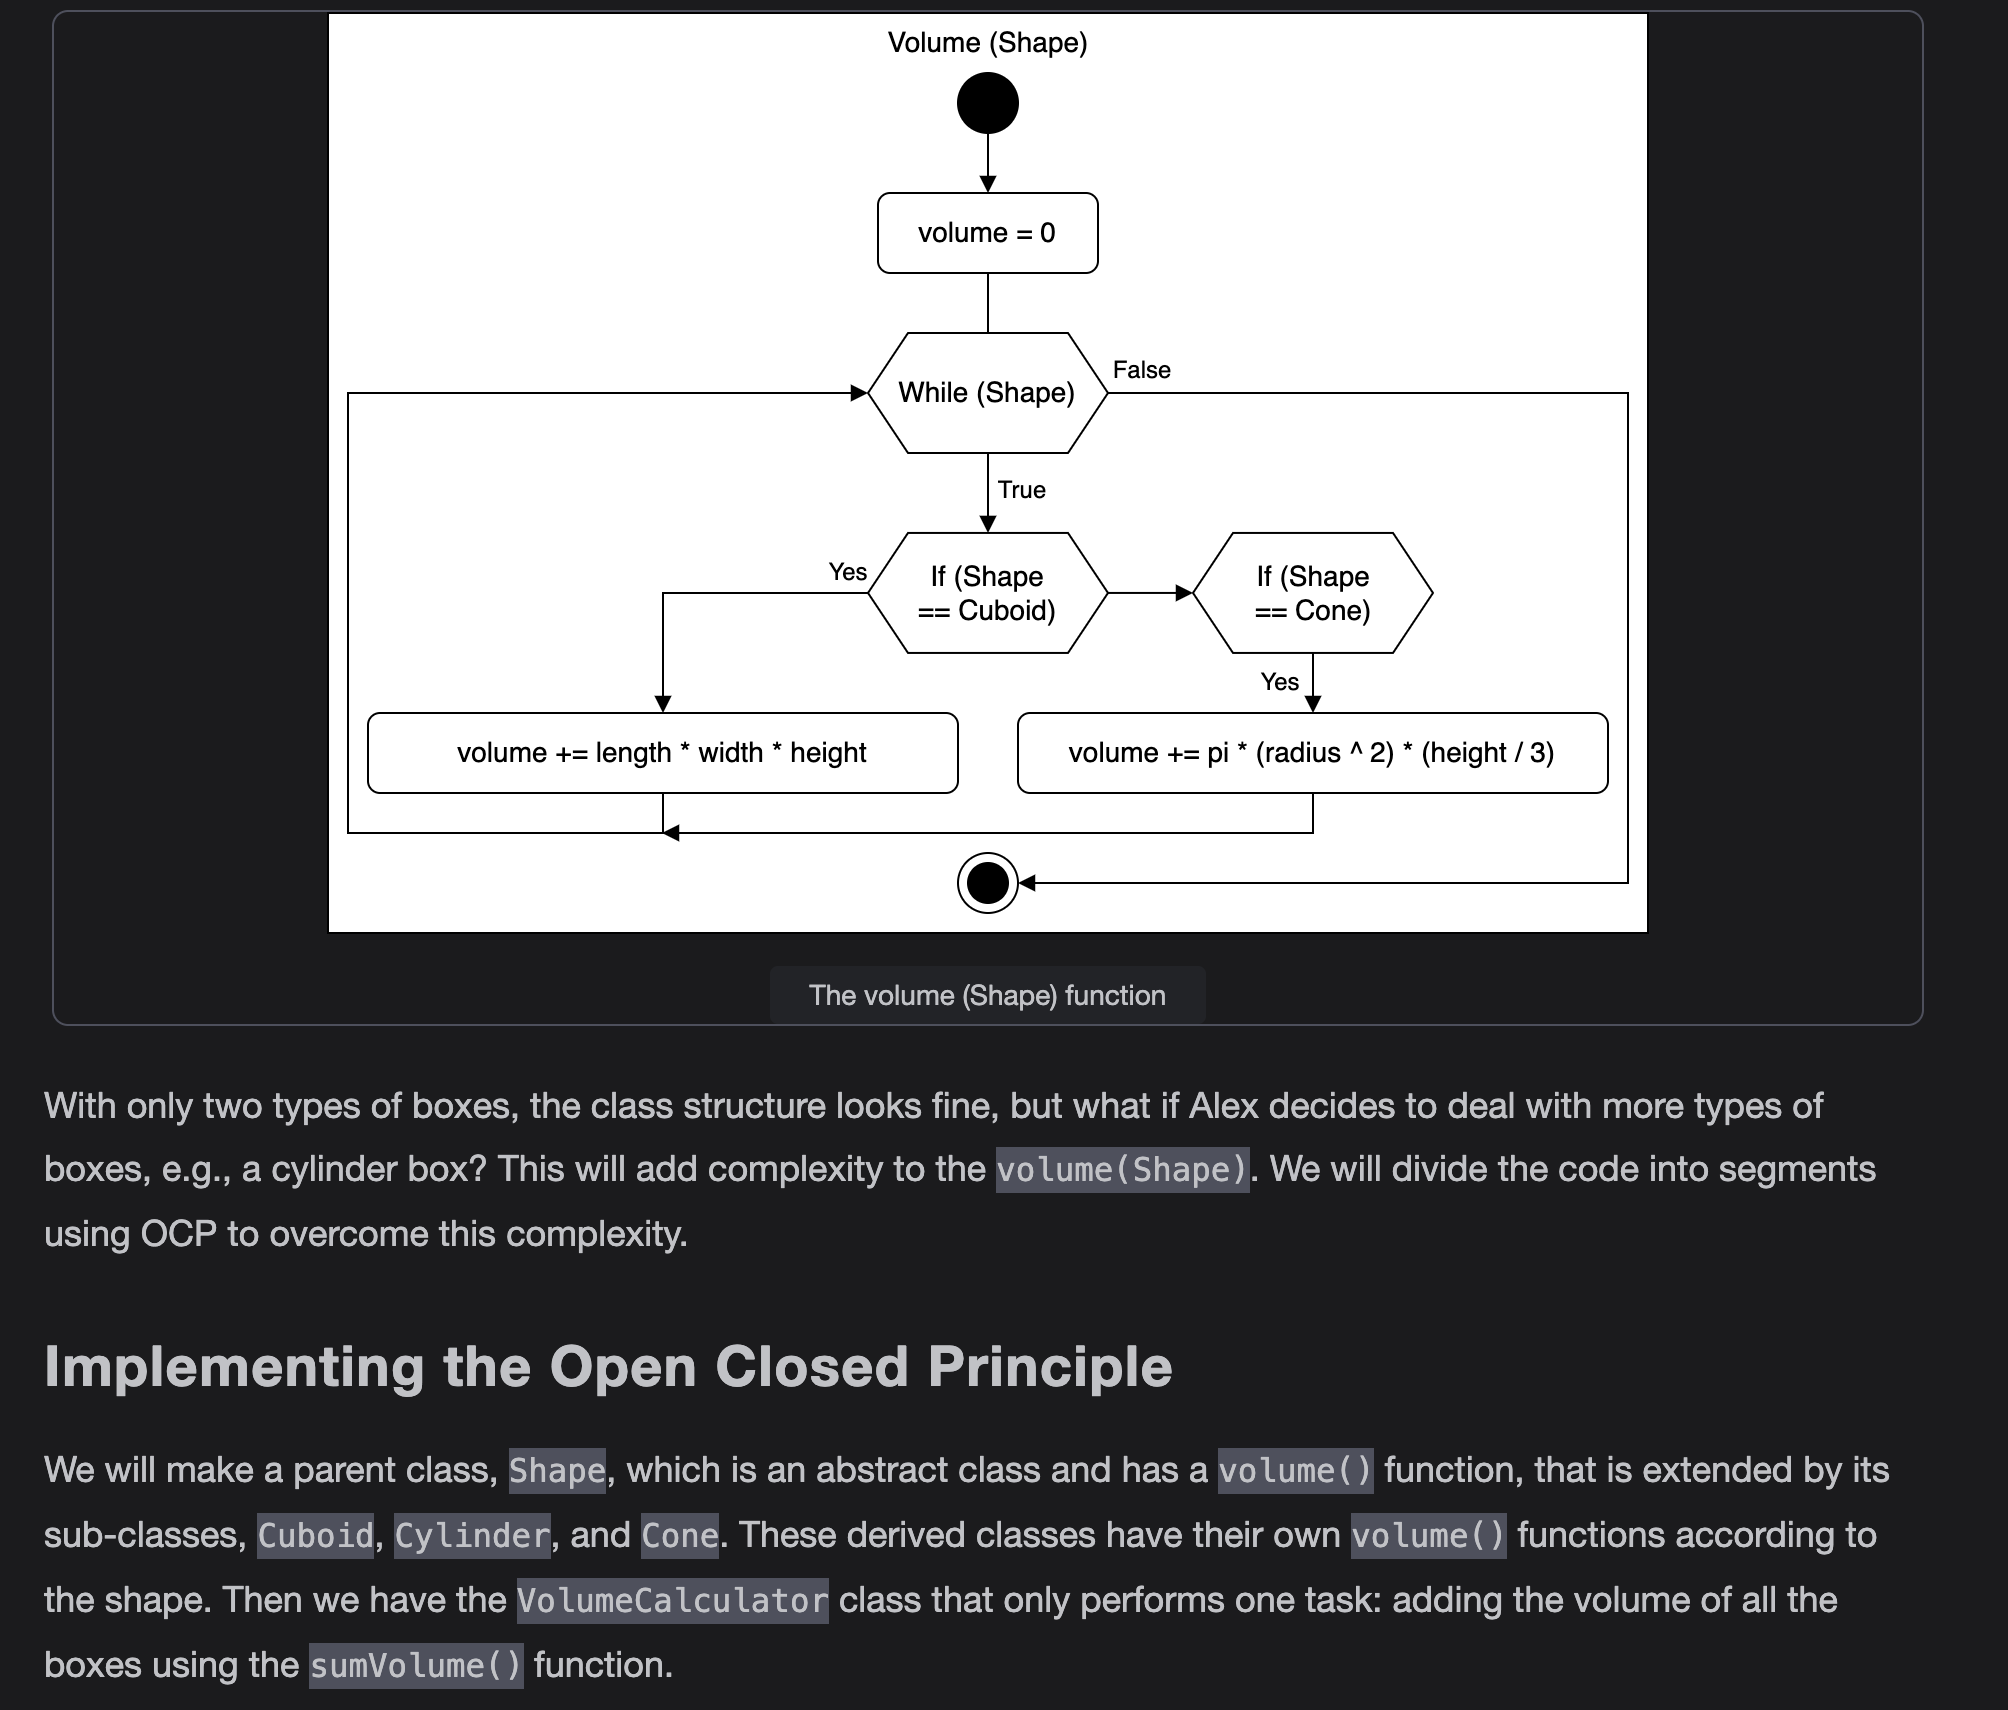 Volume (Shape)
volume = 0
While (Shape)
False
True
Yes
If (Shape
== Cuboid)
If (Shape
== Cone)
Yes
volume += length * width * height
volume += pi * (radius ^ 2) * (height / 3)
The volume (Shape) function
With only two types of boxes, the class structure looks fine, but what if Alex decides to deal with more types of
boxes, e.g., a cylinder box? This will add complexity to the volume(Shape). We will divide the code into segments
using OCP to overcome this complexity.
Implementing the Open Closed Principle
We will make a parent class, Shape, which is an abstract class and has a volume() function, that is extended by its
sub-classes, Cuboid, Cylinder, and Cone. These derived classes have their own volume() functions according to
the shape. Then we have the VolumeCalculator class that only performs one task: adding the volume of all the
boxes using the sumVolume() function.